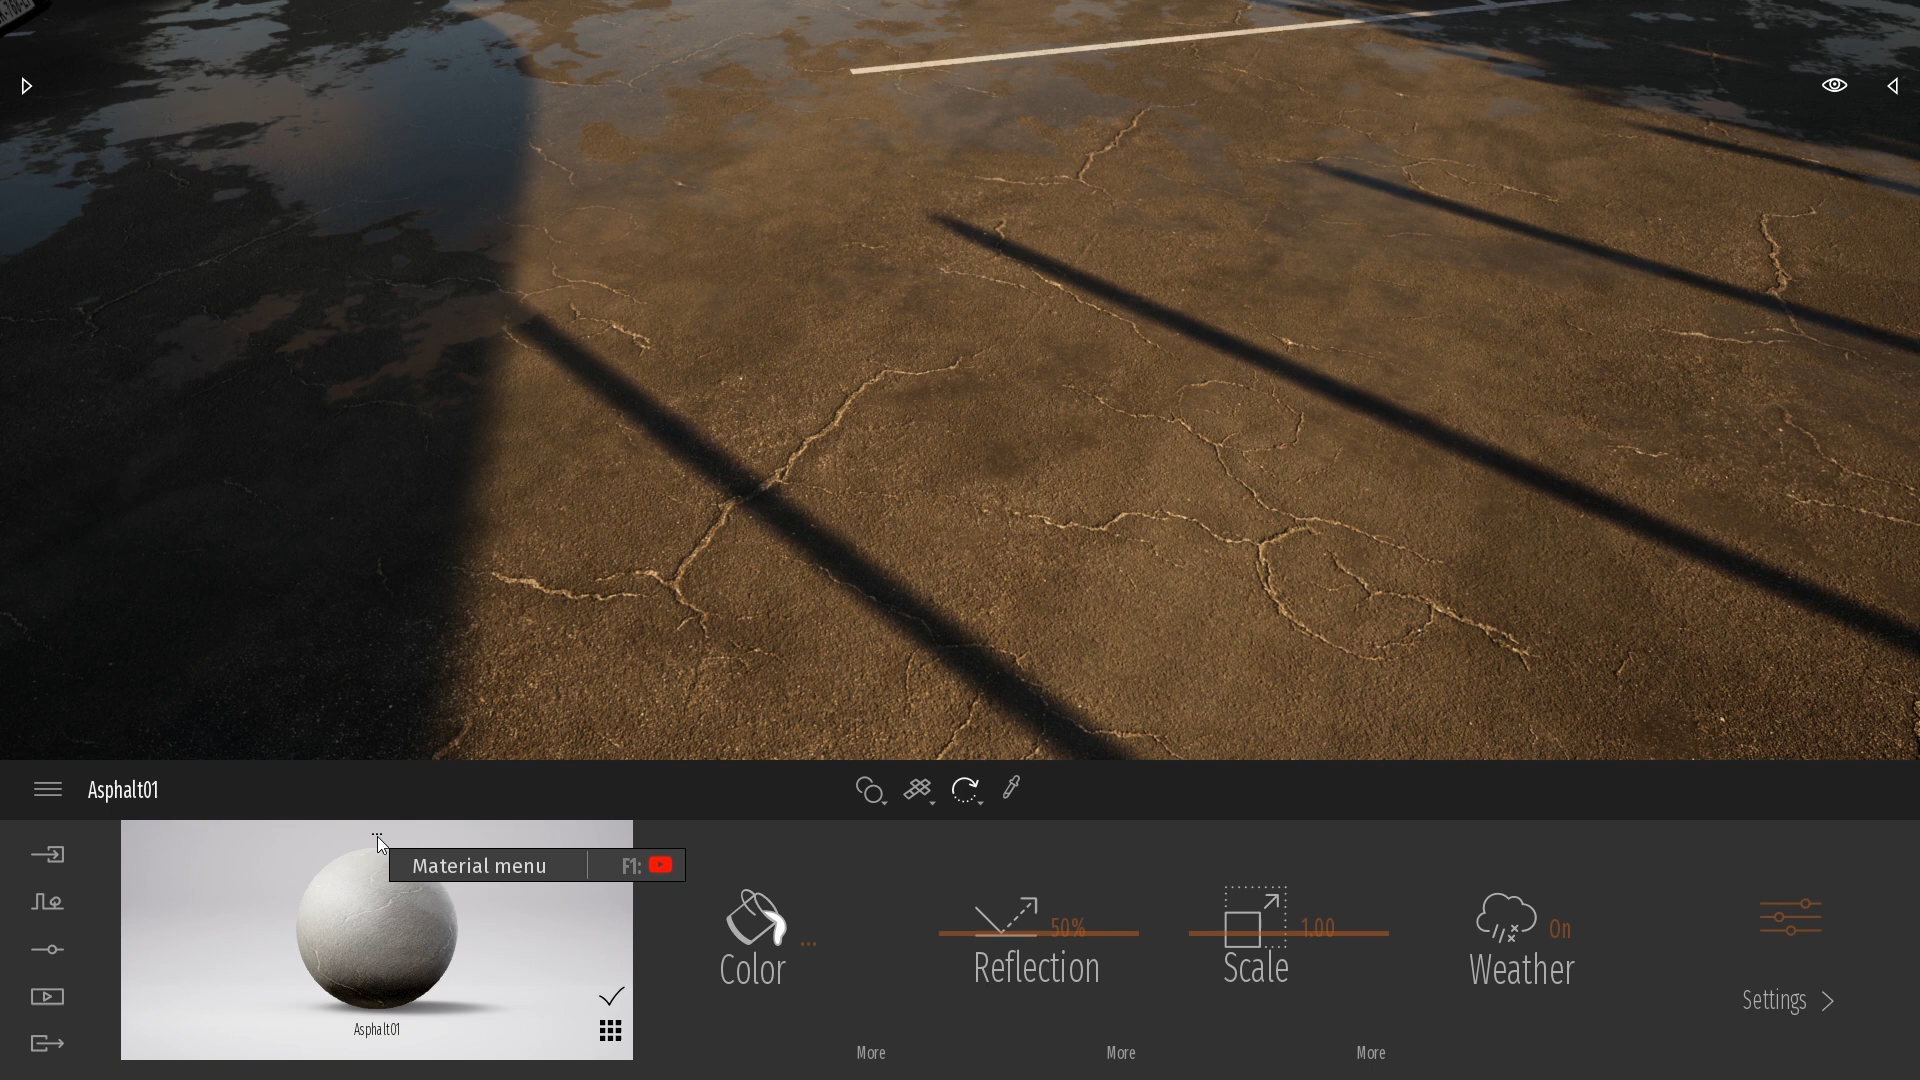 Asphalt01
Material menu F1:
Asphalt01
Color ...
50%
Reflection
1.00
Scale
On
Weather
Settings
More
More
More